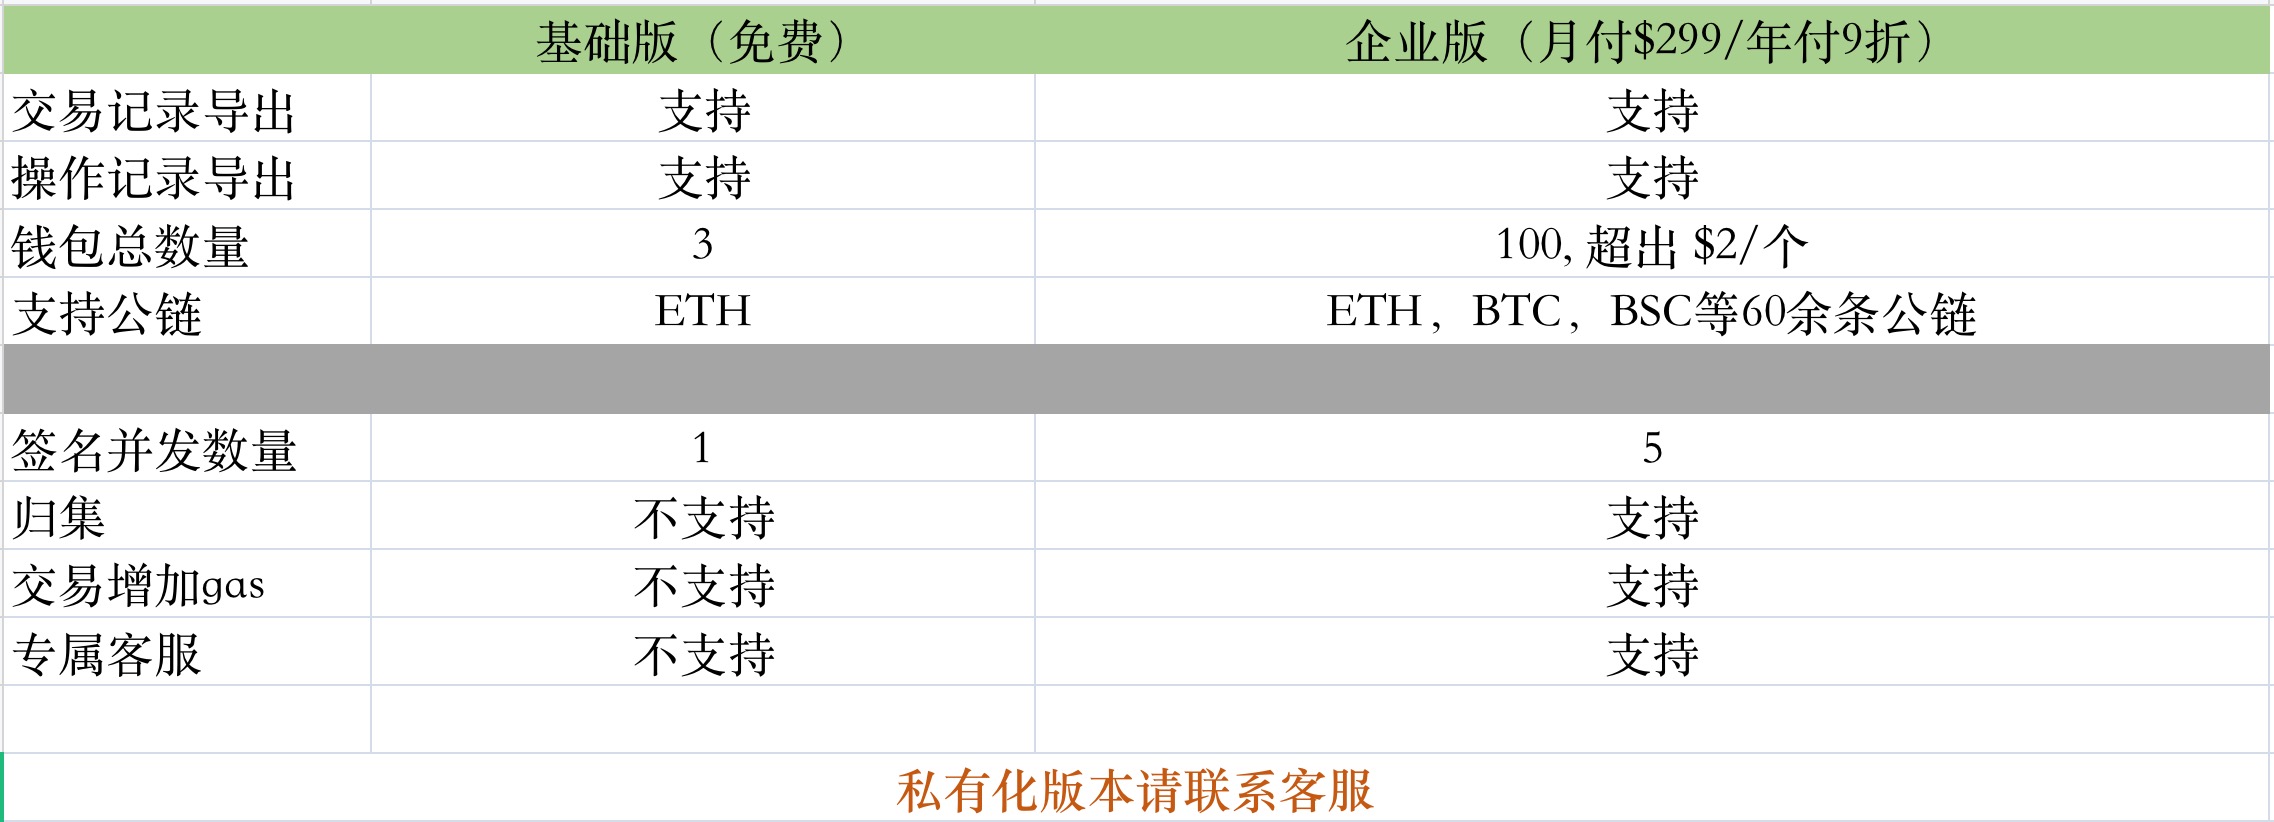 基础版（免费） 企业版（月付$299/年付9折）
交易记录导出 支持 支持
操作记录导出 支持 支持
钱包总数量 3 100, 超出 $2/个
支持公链 ETH ETH，BTC，BSC等60余条公链
签名并发数量 1 5
归集 不支持 支持
交易增加gas 不支持 支持
专属客服 不支持 支持
私有化版本请联系客服